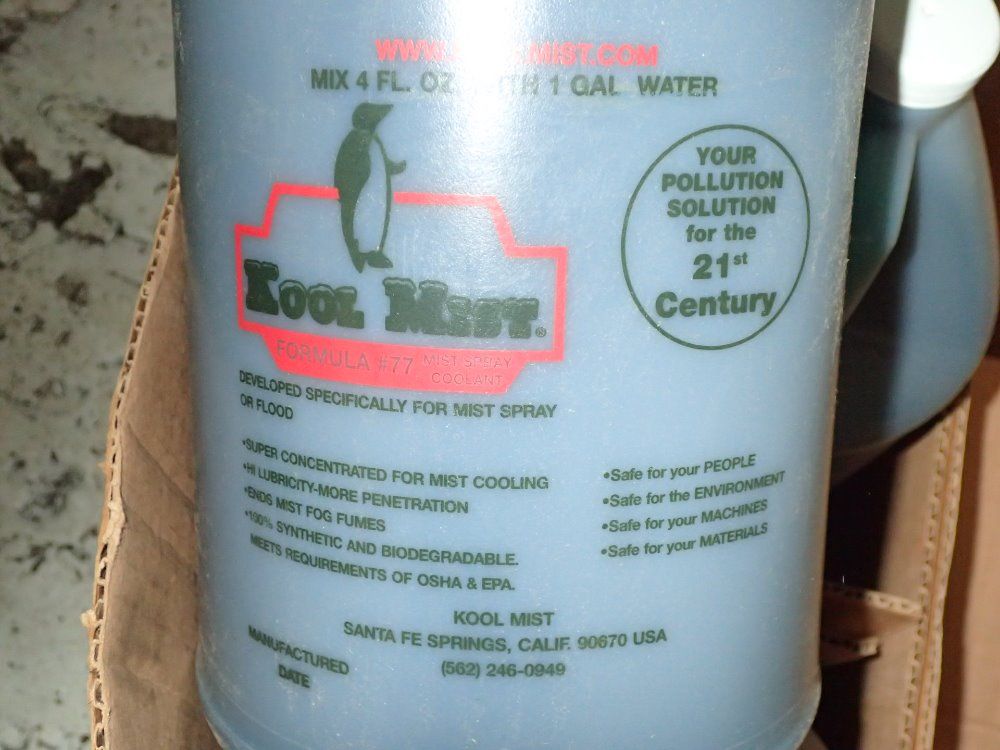 MIST.COM
MIX 4 FL. OZ 1 GAL WATER
YOUR
POLLUTION
SOLUTION
for the
21st
Century
KOOL MIST®
FORMULA #77 MIST SPRAY
COOLANT
DEVELOPED SPECIFICALLY FOR MIST SPRAY
OR FLOOD
•SUPER CONCENTRATED FOR MIST COOLING
•HI LUBRICITY-MORE PENETRATION
•ENDS MIST FOG FUMES
•100% SYNTHETIC AND BIODEGRADABLE.
MEETS REQUIREMENTS OF OSHA & EPA.
•Safe for your PEOPLE
•Safe for the ENVIRONMENT
•Safe for your MACHINES
•Safe for your MATERIALS
KOOL MIST
SANTA FE SPRINGS, CALIF. 90670 USA
(562) 246-0949
MANUFACTURED
DATE